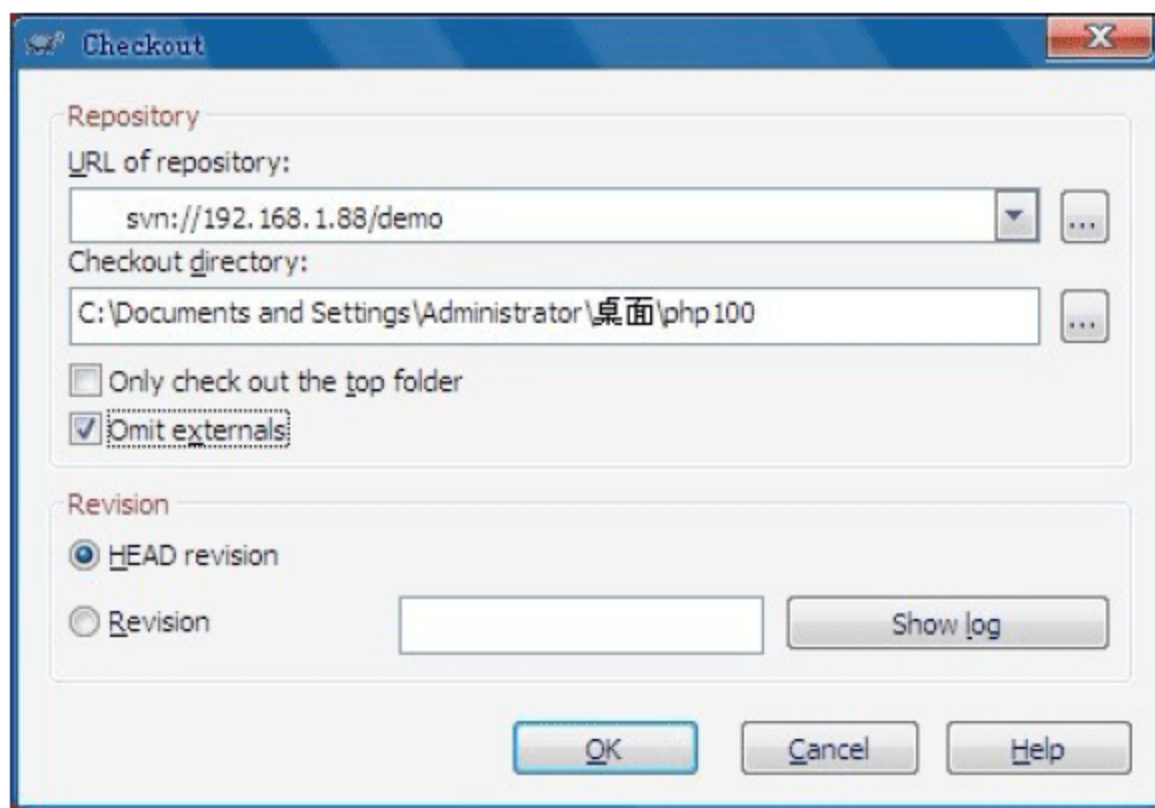 Checkout
Repository
URL of repository:
svn://192.168.1.88/demo
...
Checkout directory:
C:\Documents and Settings\Administrator\桌面\php100
...
Only check out the top folder
Omit externals
Revision
HEAD revision
Revision
Show log
OK Cancel Help